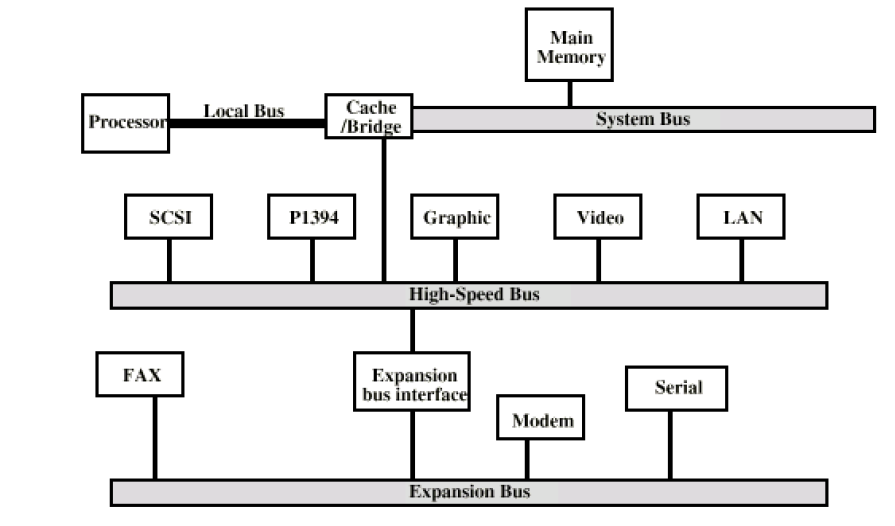 Main
Memory
Processor
Local Bus
Cache
/Bridge
System Bus
SCSI
P1394
Graphic
Video
LAN
High-Speed Bus
FAX
Expansion
bus interface
Modem
Serial
Expansion Bus